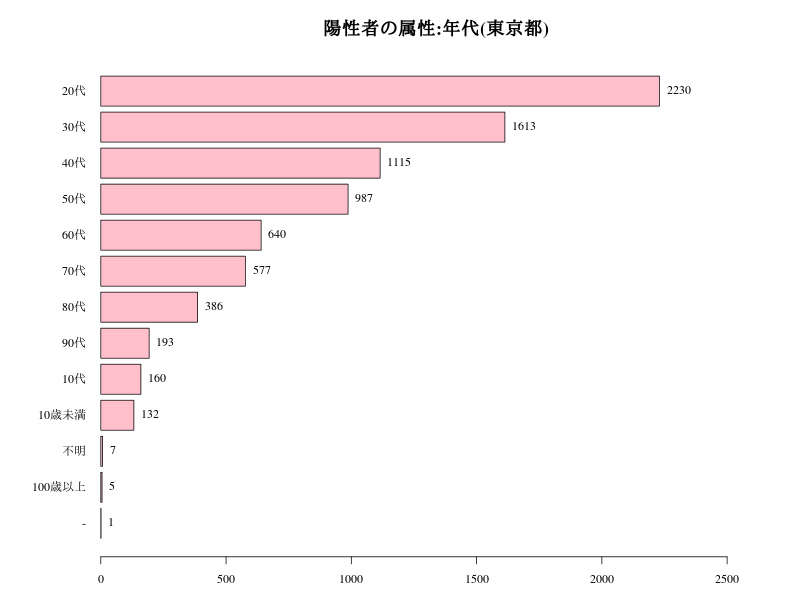 陽性者の属性:年代(東京都)
20代 2230
30代 1613
40代 1115
50代 987
60代 640
70代 577
80代 386
90代 193
10代 160
10歳未満 132
不明 7
100歳以上 5
- 1
0 500 1000 1500 2000 2500